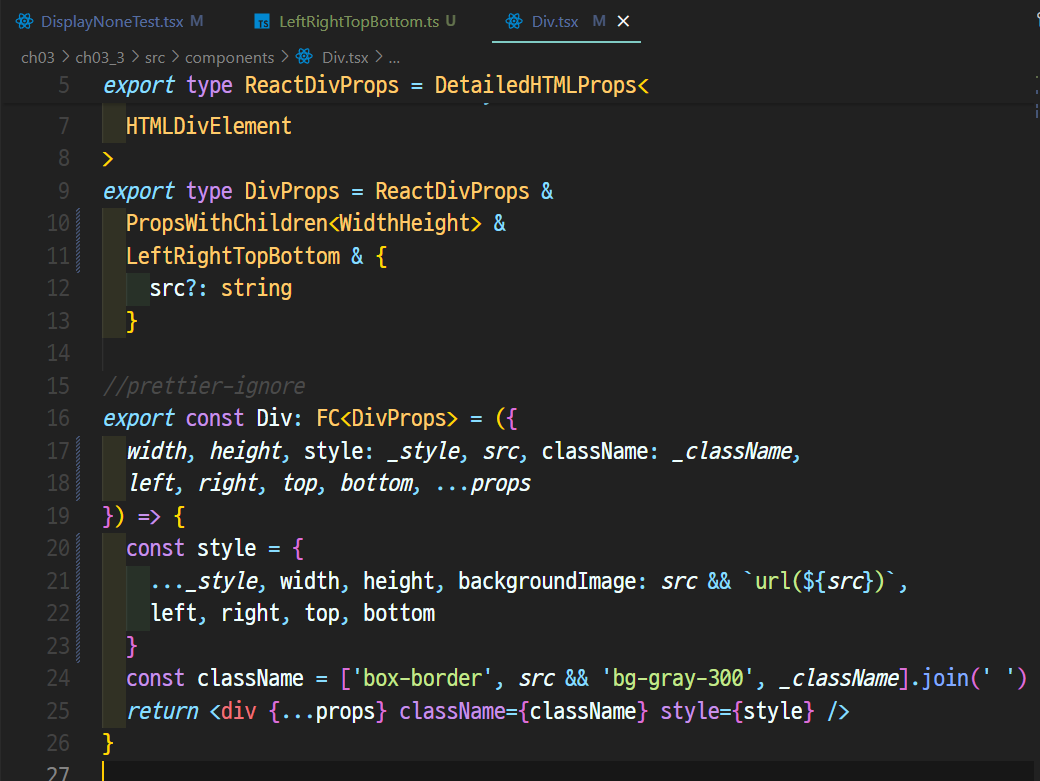 DisplayNoneTest.tsx M
TS LeftRightTopBottom.ts U
Div.tsx M
ch03 > ch03_3 > src > components > Div.tsx > ...
5 export type ReactDivProps = DetailedHTMLProps<
7 HTMLDivElement
8 >
9 export type DivProps = ReactDivProps &
10 PropsWithChildren<WidthHeight> &
11 LeftRightTopBottom & {
12 src?: string
13 }
14
15 //prettier-ignore
16 export const Div: FC<DivProps> = ({
17 width, height, style: _style, src, className: _className,
18 left, right, top, bottom, ...props
19 }) => {
20 const style = {
21 ..._style, width, height, backgroundImage: src && `url(${src})`,
22 left, right, top, bottom
23 }
24 const className = ['box-border', src && 'bg-gray-300', _className].join(' ')
25 return <div {...props} className={className} style={style} />
26 }
27